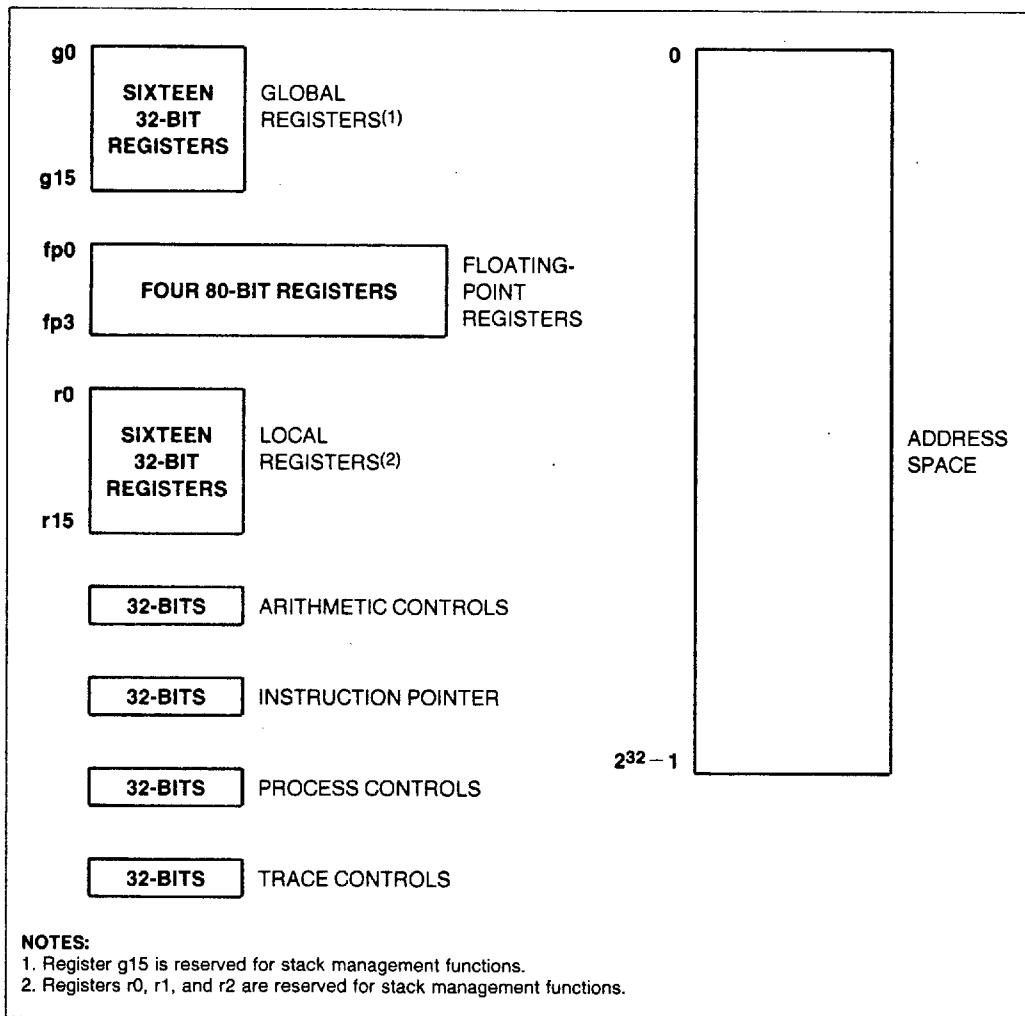 g0
SIXTEEN
32-BIT
REGISTERS
g15
GLOBAL
REGISTERS(1)
fp0
FOUR 80-BIT REGISTERS
fp3
FLOATING-
POINT
REGISTERS
r0
SIXTEEN
32-BIT
REGISTERS
r15
LOCAL
REGISTERS(2)
32-BITS
ARITHMETIC CONTROLS
32-BITS
INSTRUCTION POINTER
32-BITS
PROCESS CONTROLS
32-BITS
TRACE CONTROLS
0
2³² – 1
ADDRESS
SPACE
NOTES:
1. Register g15 is reserved for stack management functions.
2. Registers r0, r1, and r2 are reserved for stack management functions.